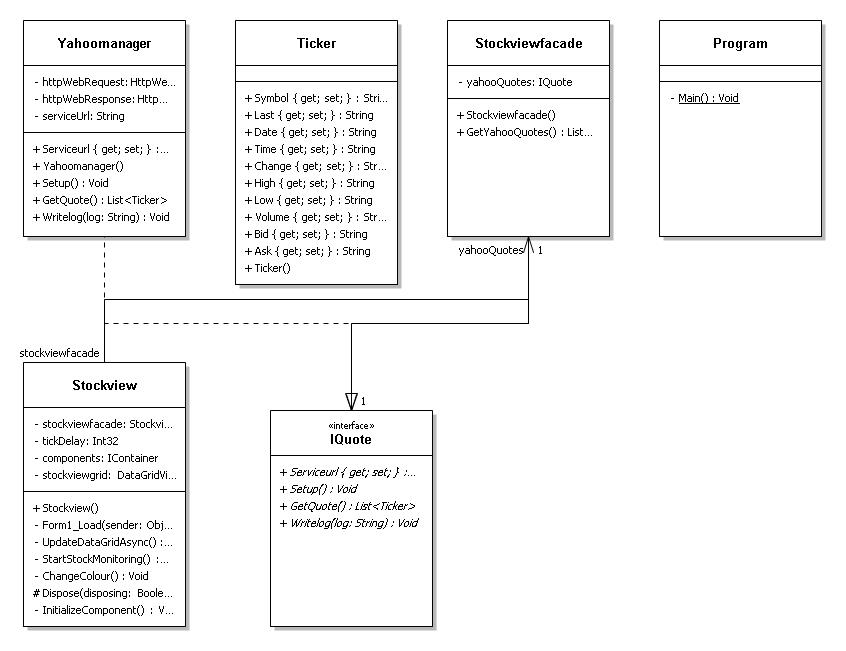 Yahoomanager
- httpWebRequest: HttpWe...
- httpWebResponse: Http...
- serviceUrl: String
+ Serviceurl { get; set; } :...
+ Yahoomanager()
+ Setup() : Void
+ GetQuote() : List<Ticker>
+ Writelog(log: String) : Void
Ticker
+ Symbol { get; set; } : Stri...
+ Last { get; set; } : String
+ Date { get; set; } : String
+ Time { get; set; } : String
+ Change { get; set; } : Str...
+ High { get; set; } : String
+ Low { get; set; } : String
+ Volume { get; set; } : Str...
+ Bid { get; set; } : String
+ Ask { get; set; } : String
+ Ticker()
Stockviewfacade
- yahooQuotes: IQuote
+ Stockviewfacade()
+ GetYahooQuotes() : List...
Program
- Main() : Void
yahooQuotes 1
stockviewfacade
Stockview
- stockviewfacade: Stockvi...
- tickDelay: Int32
- components: IContainer
- stockviewgrid: DataGridVi...
+ Stockview()
- Form1_Load(sender: Obj...
- UpdateDataGridAsync() :...
- StartStockMonitoring() :...
- ChangeColour() : Void
# Dispose(disposing: Boole...
- InitializeComponent() : V...
1
«interface»
IQuote
+ Serviceurl { get; set; } :...
+ Setup() : Void
+ GetQuote() : List<Ticker>
+ Writelog(log: String) : Void